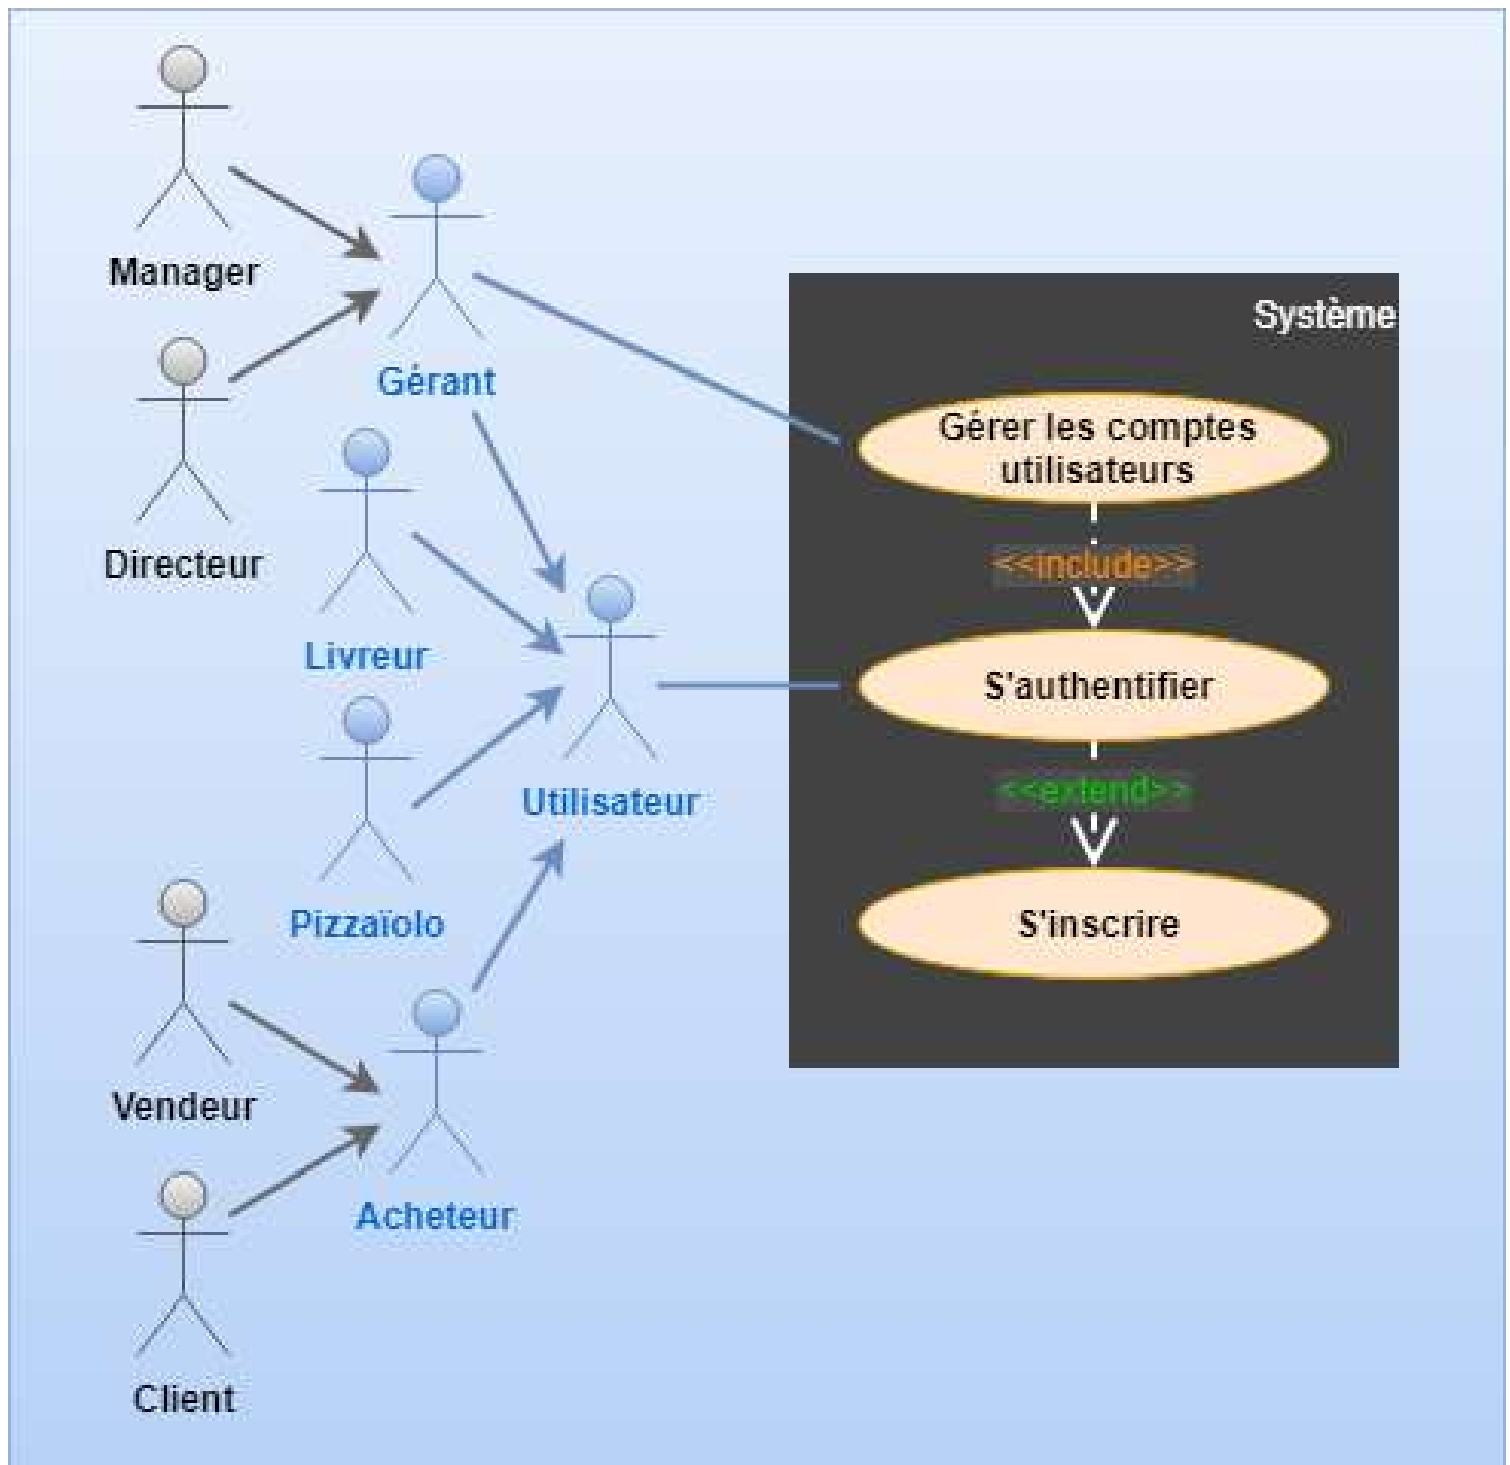 Manager
Gérant
Directeur
Livreur
Utilisateur
Pizzaïolo
Vendeur
Acheteur
Client
Système
Gérer les comptes
utilisateurs
<<include>>
S'authentifier
<<extend>>
S'inscrire